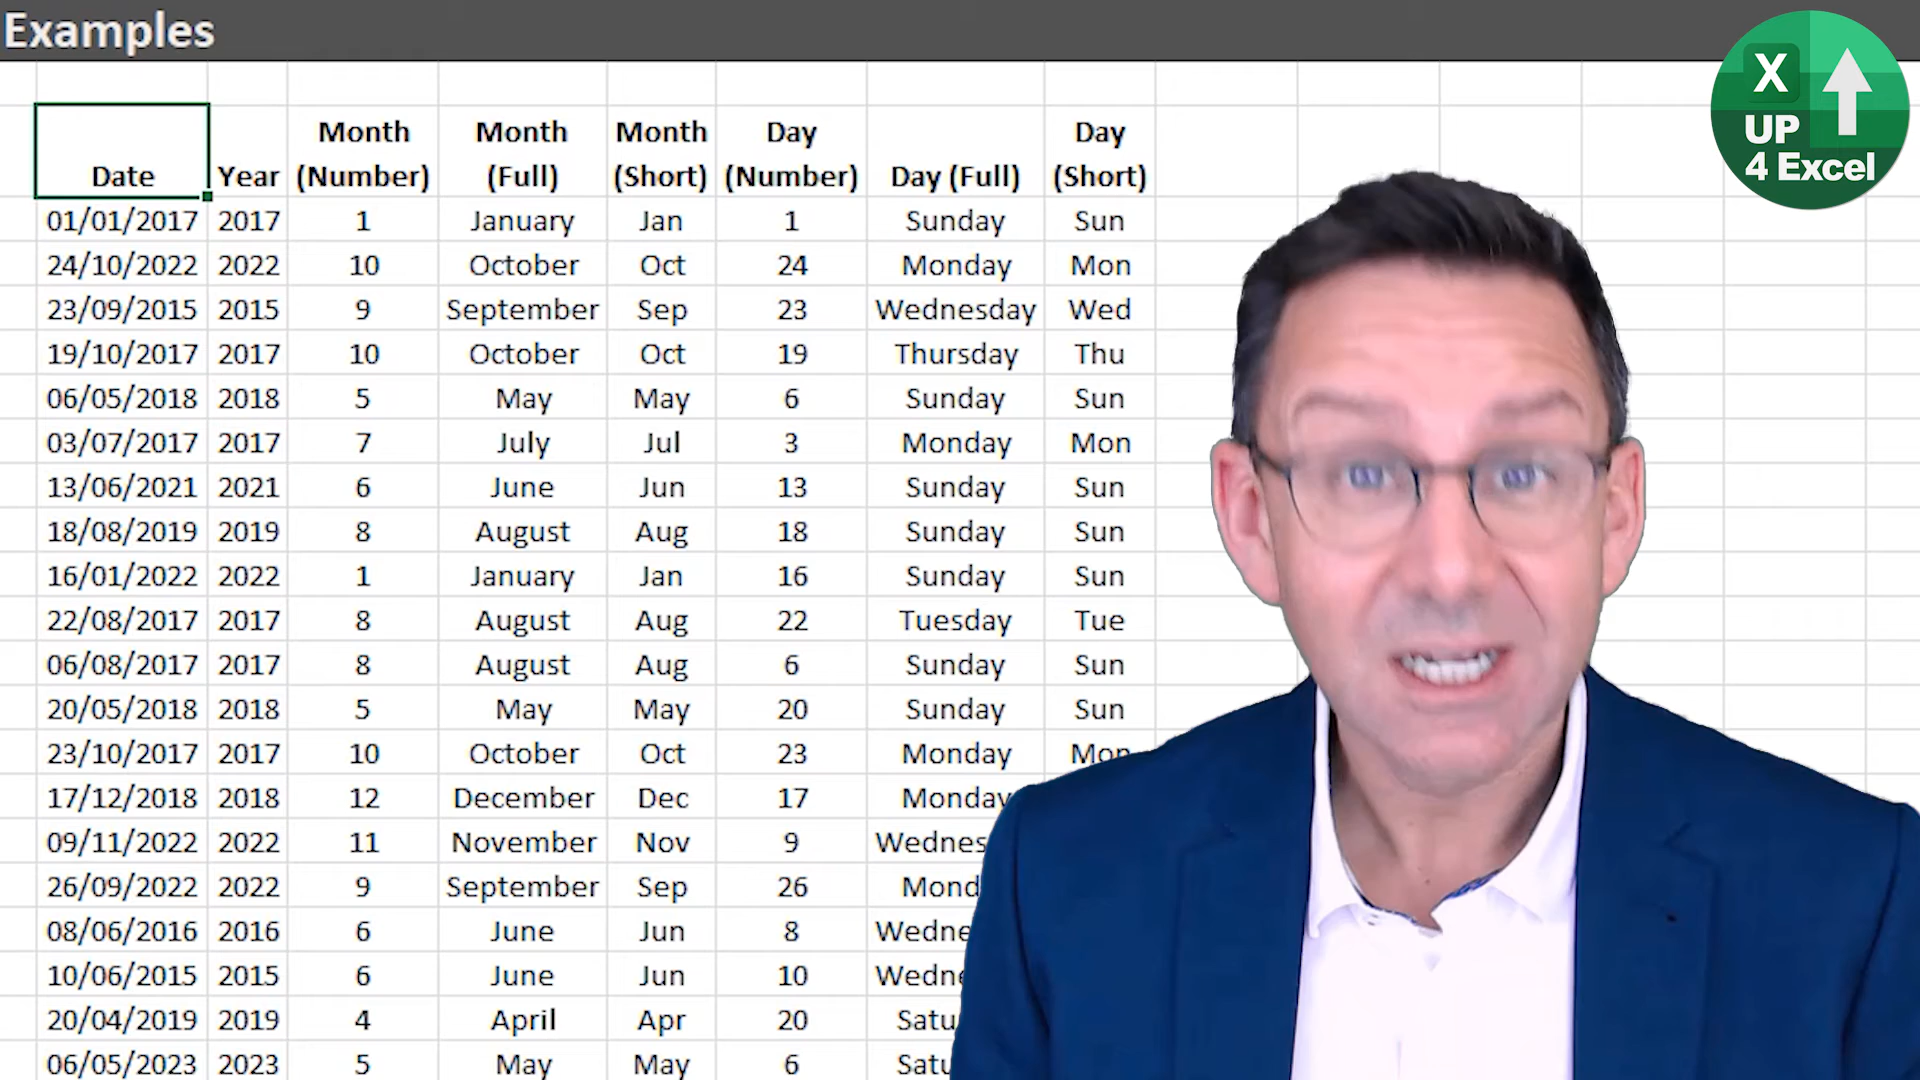 Examples
X
UP
4 Excel
Date Year Month (Number) Month (Full) Month (Short) Day (Number) Day (Full) Day (Short)
01/01/2017 2017 1 January Jan 1 Sunday Sun
24/10/2022 2022 10 October Oct 24 Monday Mon
23/09/2015 2015 9 September Sep 23 Wednesday Wed
19/10/2017 2017 10 October Oct 19 Thursday Thu
06/05/2018 2018 5 May May 6 Sunday Sun
03/07/2017 2017 7 July Jul 3 Monday Mon
13/06/2021 2021 6 June Jun 13 Sunday Sun
18/08/2019 2019 8 August Aug 18 Sunday Sun
16/01/2022 2022 1 January Jan 16 Sunday Sun
22/08/2017 2017 8 August Aug 22 Tuesday Tue
06/08/2017 2017 8 August Aug 6 Sunday Sun
20/05/2018 2018 5 May May 20 Sunday Sun
23/10/2017 2017 10 October Oct 23 Monday Mon
17/12/2018 2018 12 December Dec 17 Monday
09/11/2022 2022 11 November Nov 9 Wednes
26/09/2022 2022 9 September Sep 26 Mond
08/06/2016 2016 6 June Jun 8 Wedne
10/06/2015 2015 6 June Jun 10 Wedne
20/04/2019 2019 4 April Apr 20 Satu
06/05/2023 2023 5 May May 6 Satu